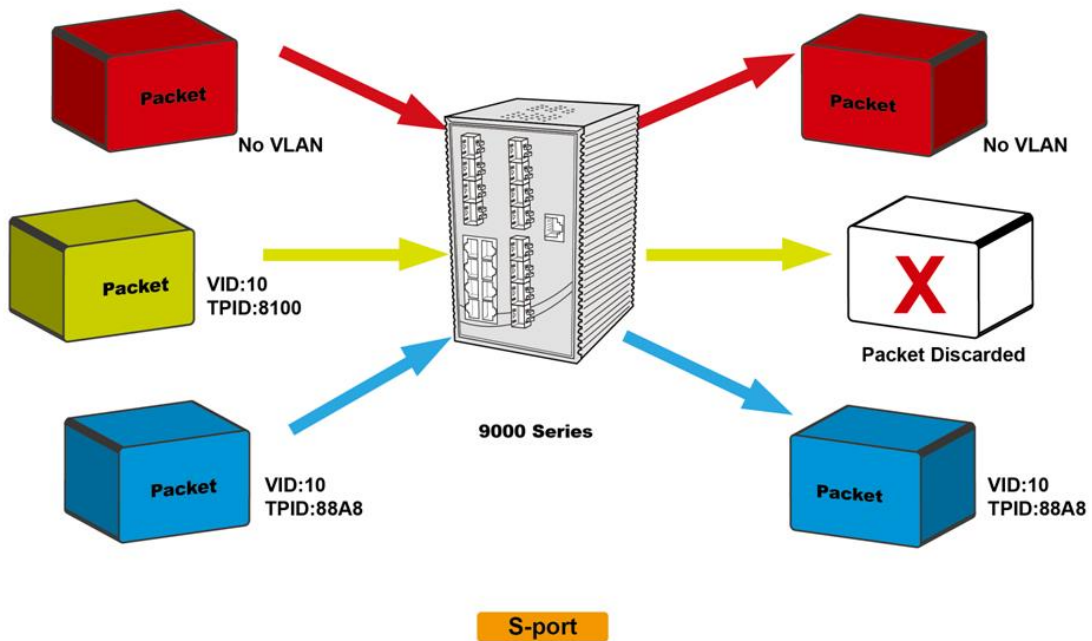 Packet
No VLAN
Packet
No VLAN
Packet
VID:10
TPID:8100
X
Packet Discarded
9000 Series
Packet
VID:10
TPID:88A8
Packet
VID:10
TPID:88A8
S-port